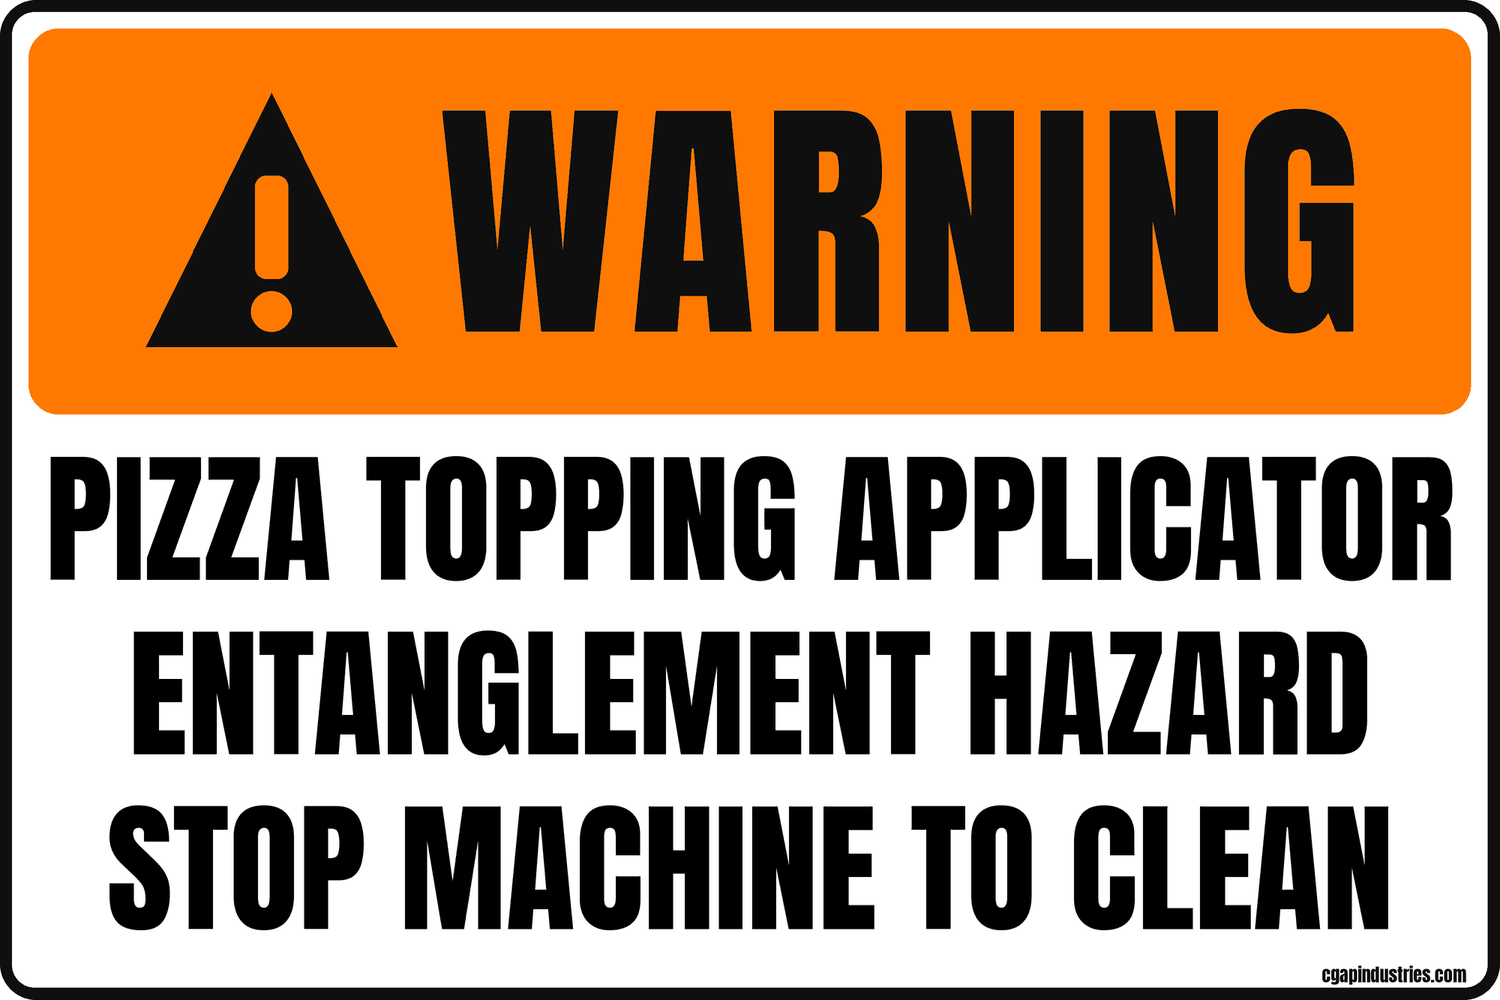 WARNING
PIZZA TOPPING APPLICATOR
ENTANGLEMENT HAZARD
STOP MACHINE TO CLEAN
cgapindustries.com